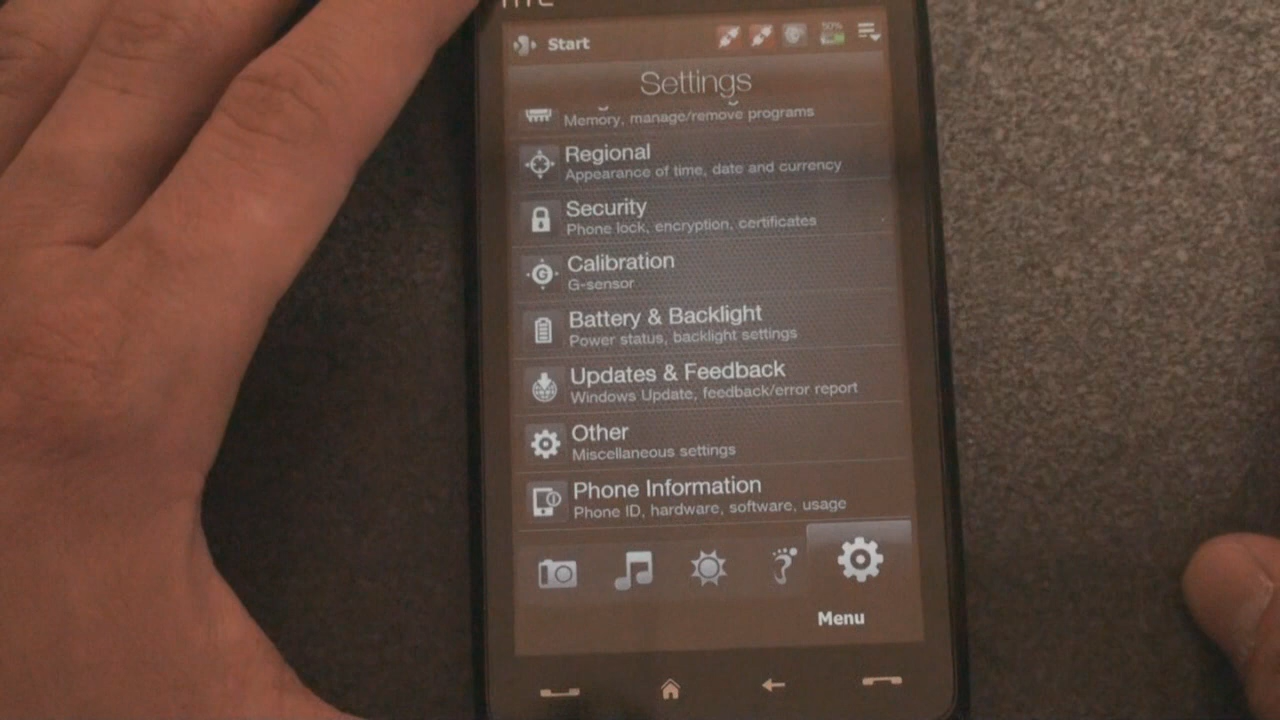 HTC
Start
50%
Settings
Memory, manage/remove programs
Regional
Appearance of time, date and currency
Security
Phone lock, encryption, certificates
G
Calibration
G-sensor
Battery & Backlight
Power status, backlight settings
Updates & Feedback
Windows Update, feedback/error report
Other
Miscellaneous settings
Phone Information
Phone ID, hardware, software, usage
Menu